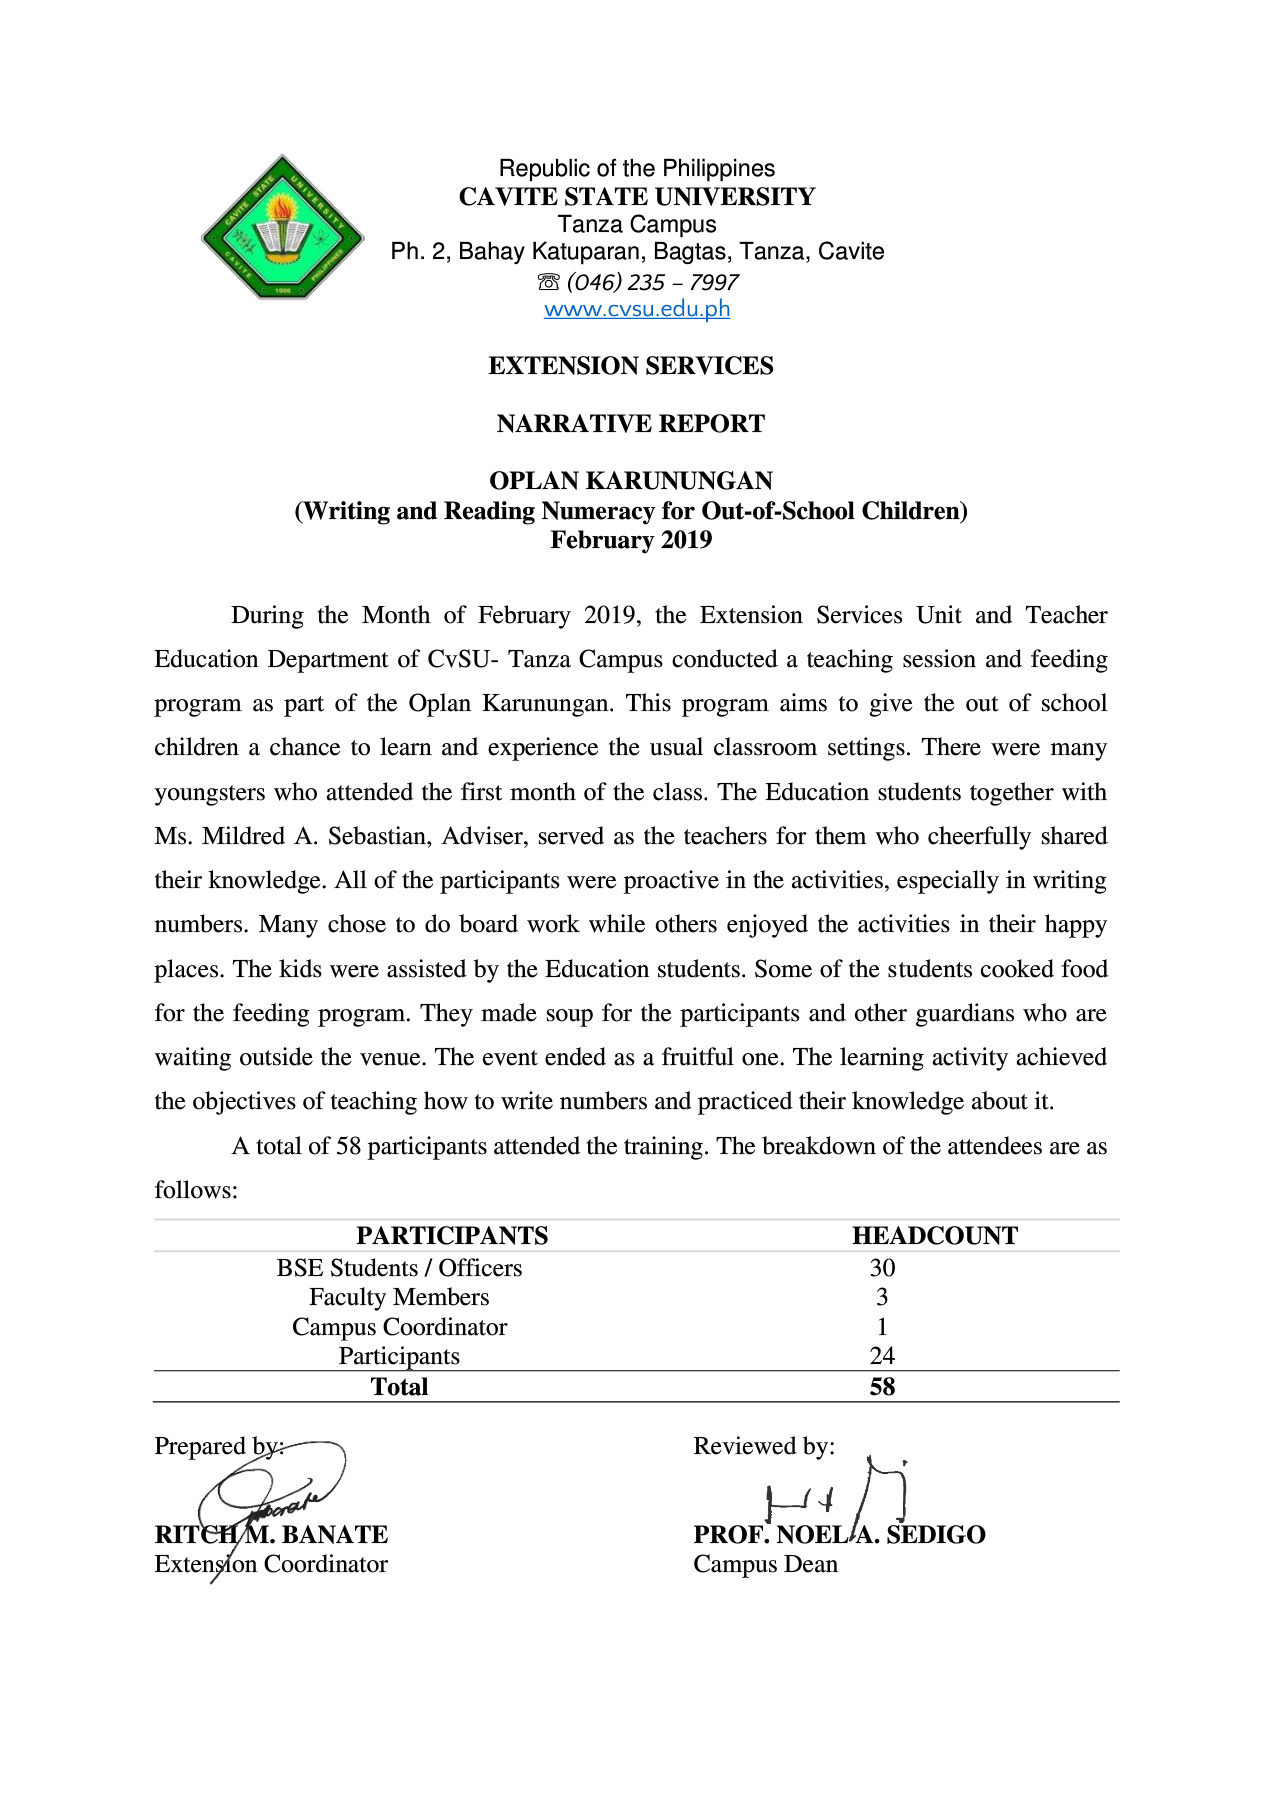 Republic of the Philippines
CAVITE STATE UNIVERSITY
Tanza Campus
Ph. 2, Bahay Katuparan, Bagtas, Tanza, Cavite
☏ (046) 235 – 7997
www.cvsu.edu.ph
CAVITE STATE UNIVERSITY
CAVITE PHILIPPINES
1906
EXTENSION SERVICES
NARRATIVE REPORT
OPLAN KARUNUNGAN
(Writing and Reading Numeracy for Out-of-School Children)
February 2019
During the Month of February 2019, the Extension Services Unit and Teacher
Education Department of CvSU- Tanza Campus conducted a teaching session and feeding
program as part of the Oplan Karunungan. This program aims to give the out of school
children a chance to learn and experience the usual classroom settings. There were many
youngsters who attended the first month of the class. The Education students together with
Ms. Mildred A. Sebastian, Adviser, served as the teachers for them who cheerfully shared
their knowledge. All of the participants were proactive in the activities, especially in writing
numbers. Many chose to do board work while others enjoyed the activities in their happy
places. The kids were assisted by the Education students. Some of the students cooked food
for the feeding program. They made soup for the participants and other guardians who are
waiting outside the venue. The event ended as a fruitful one. The learning activity achieved
the objectives of teaching how to write numbers and practiced their knowledge about it.
A total of 58 participants attended the training. The breakdown of the attendees are as
follows:
PARTICIPANTS HEADCOUNT
BSE Students / Officers 30
Faculty Members 3
Campus Coordinator 1
Participants 24
Total 58
Prepared by: Reviewed by:
RITCH M. BANATE PROF. NOEL A. SEDIGO
Extension Coordinator Campus Dean